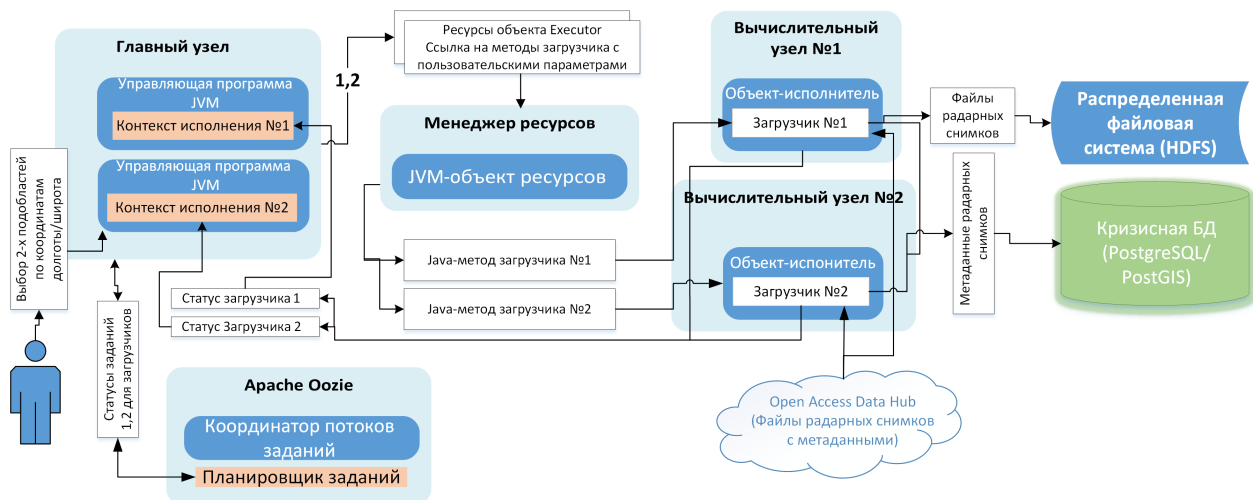 Главный узел
Управляющая программа
JVM
Контекст исполнения №1
Управляющая программа
JVM
Контекст исполнения №2
Выбор 2-х подобластей
по координатам
долготы/широта
1,2
Ресурсы объекта Executor
Ссылка на методы загрузчика с
пользовательскими параметрами
Менеджер ресурсов
JVM-объект ресурсов
Java-метод загрузчика №1
Java-метод загрузчика №2
Статус загрузчика 1
Статус Загрузчика 2
Статусы заданий
1,2 для загрузчиков
Apache Oozie
Координатор потоков
заданий
Планировщик заданий
Вычислительный
узел №1
Объект-исполнитель
Загрузчик №1
Вычислительный узел №2
Объект-испонитель
Загрузчик №2
Open Access Data Hub
(Файлы радарных снимков
с метаданными)
Файлы
радарных
снимков
Метаданные радарных
снимков
Распределенная
файловая
система (HDFS)
Кризисная БД
(PostgreSQL/
PostGIS)